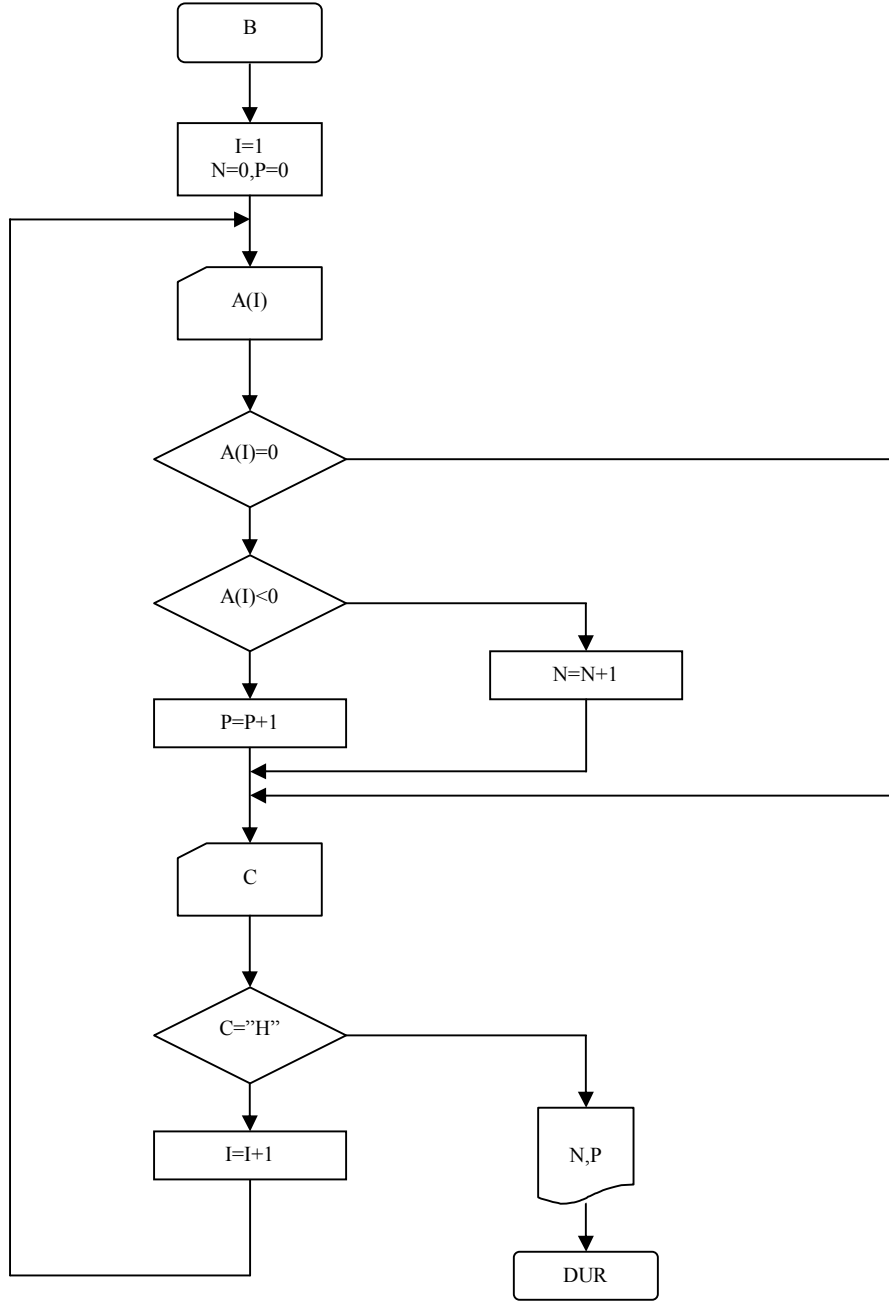 B
I=1
N=0,P=0
A(I)
A(I)=0
A(I)<0
N=N+1
P=P+1
C
C=”H”
I=I+1
N,P
DUR